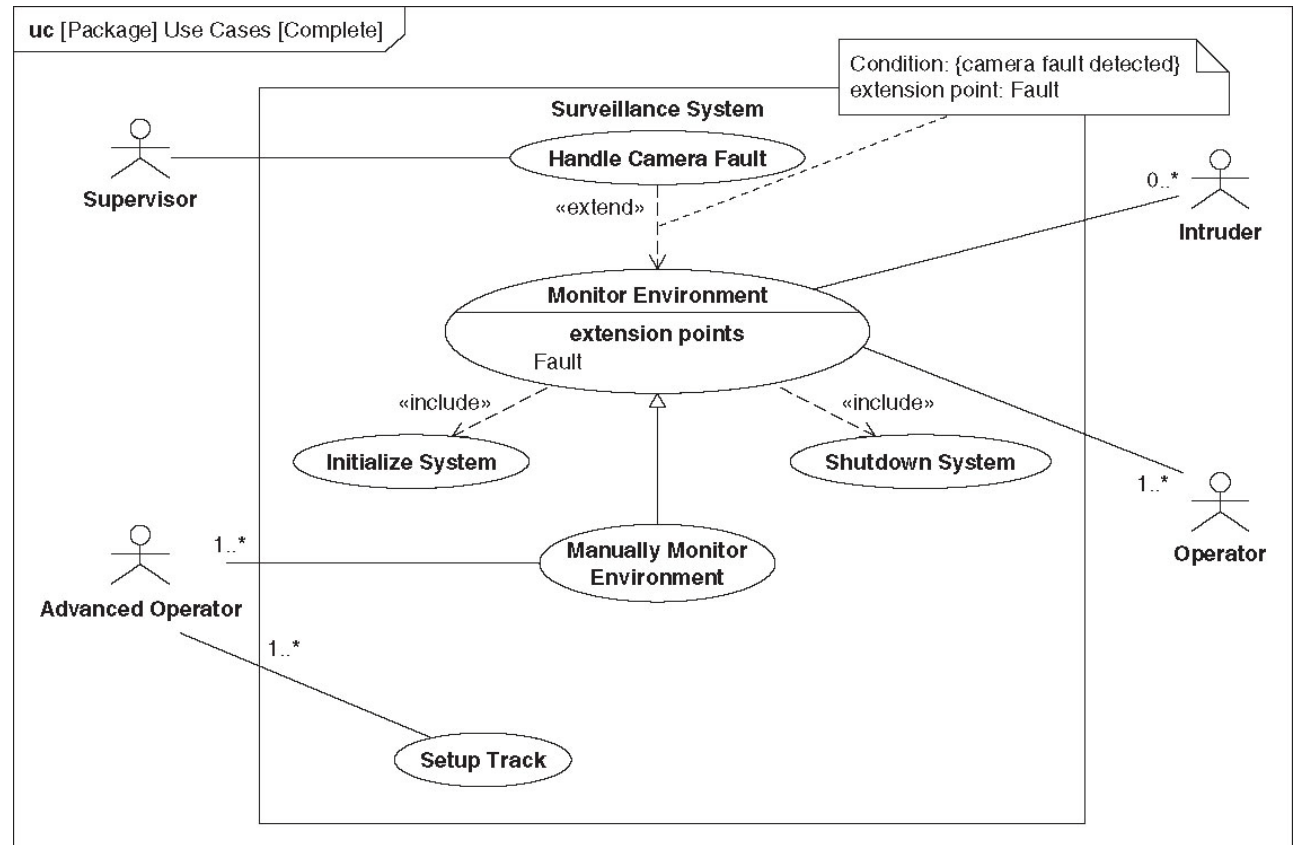 uc [Package] Use Cases [Complete]
Condition: {camera fault detected}
extension point: Fault
Surveillance System
Handle Camera Fault
Supervisor
«extend»
0..*
Intruder
Monitor Environment
extension points
Fault
«include»
«include»
Initialize System
Shutdown System
1..*
Operator
1..*
Manually Monitor
Environment
Advanced Operator
1..*
Setup Track